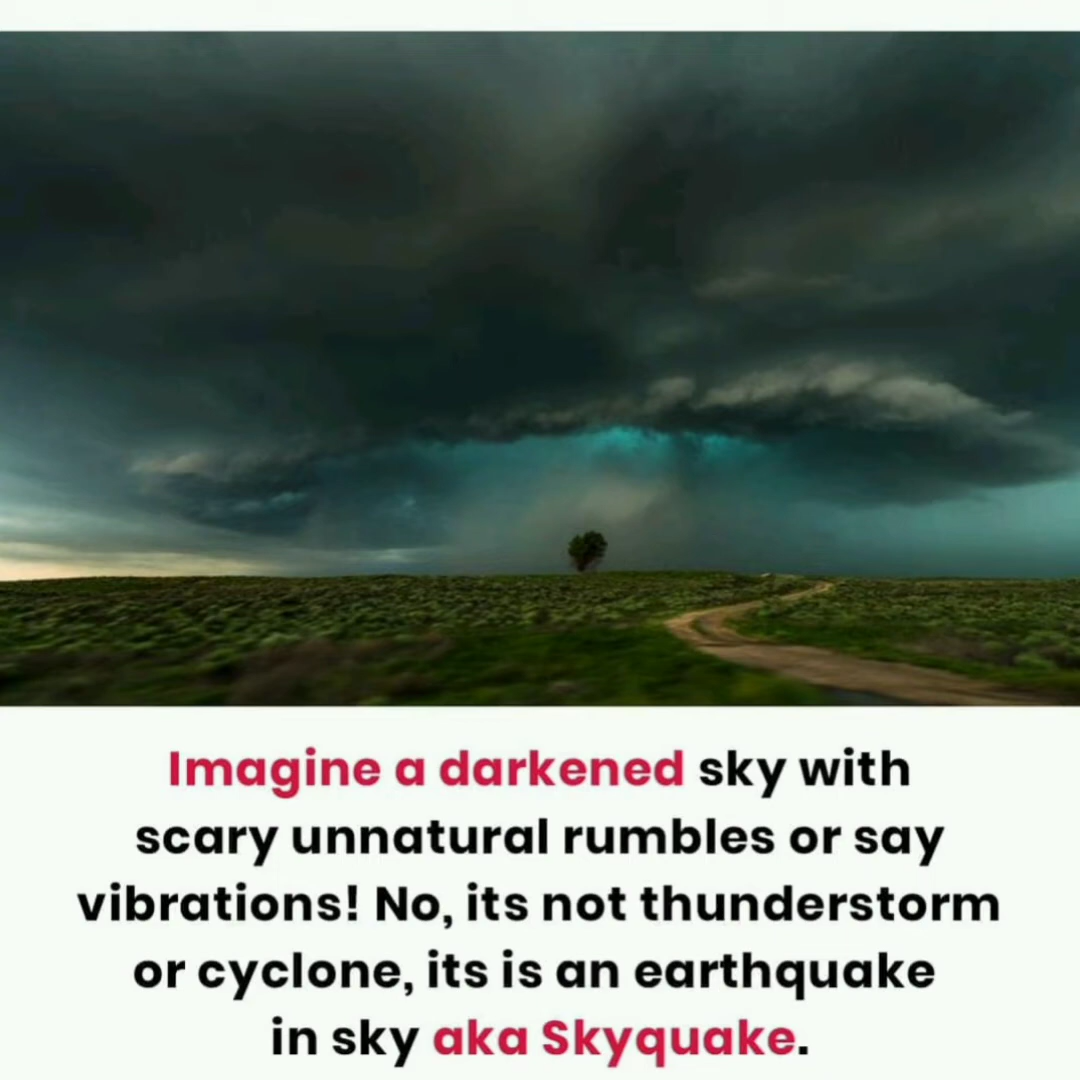 Imagine a darkened sky with
scary unnatural rumbles or say
vibrations! No, its not thunderstorm
or cyclone, its is an earthquake
in sky aka Skyquake.